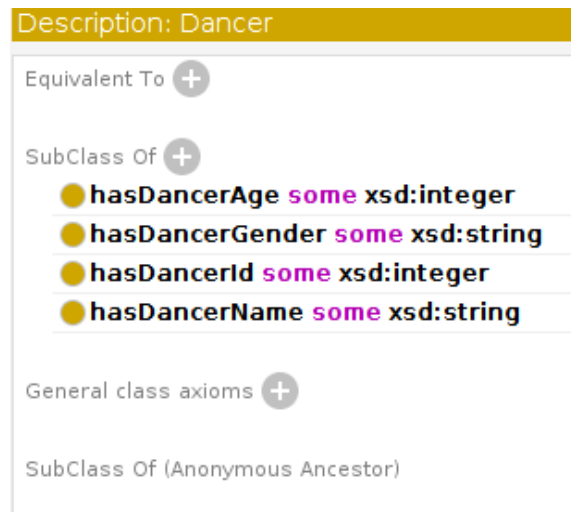 Description: Dancer
Equivalent To
SubClass Of
hasDancerAge some xsd:integer
hasDancerGender some xsd:string
hasDancerId some xsd:integer
hasDancerName some xsd:string
General class axioms
SubClass Of (Anonymous Ancestor)